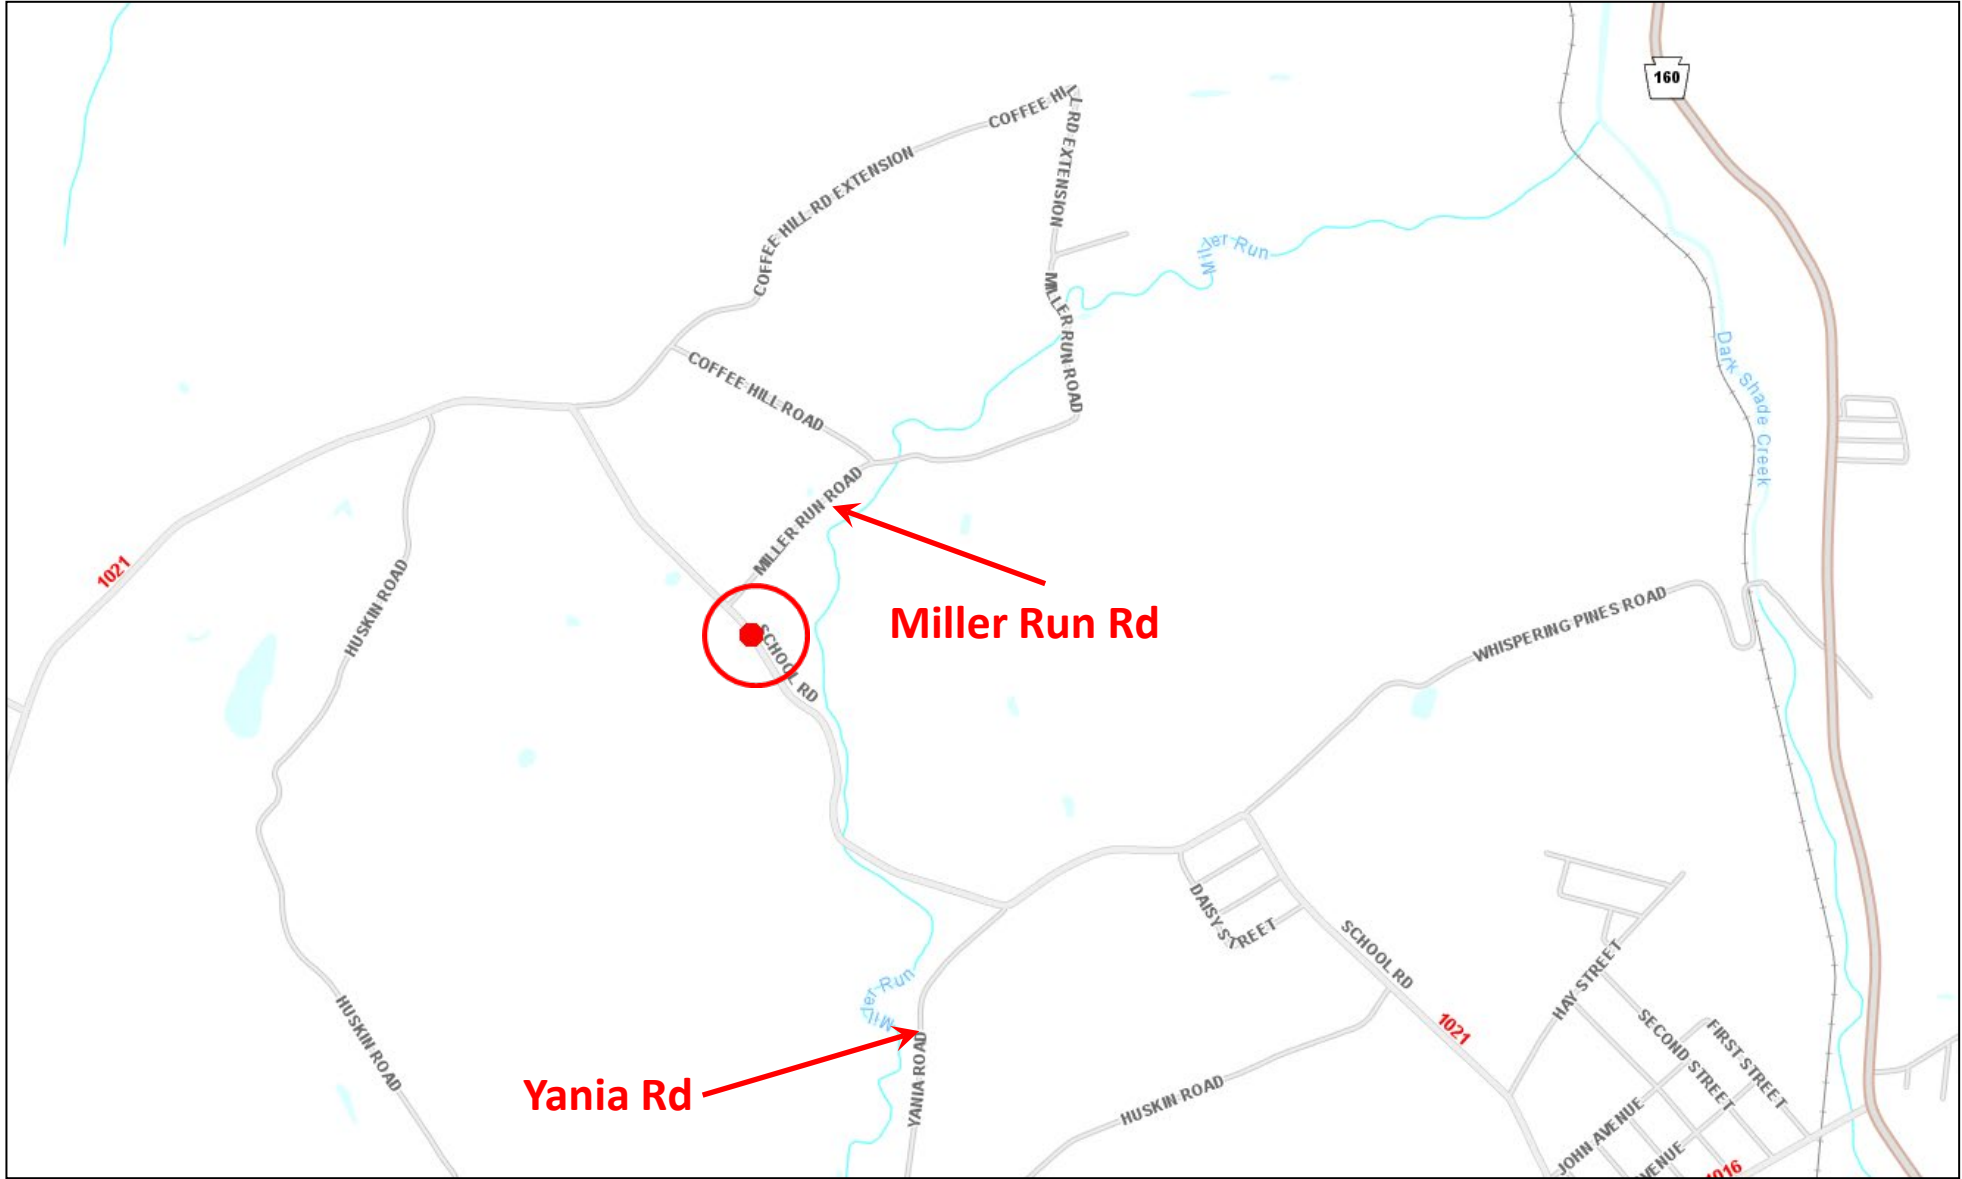 160
COFFEE HILL RD EXTENSION
COFFEE HILL RD EXTENSION
Miller Run
MILLER RUN ROAD
Dark Shade Creek
COFFEE HILL ROAD
MILLER RUN ROAD
1021
HUSKIN ROAD
Miller Run Rd
WHISPERING PINES ROAD
SCHOOL RD
DAISY STREET
SCHOOL RD
HAY STREET
Miller Run
HUSKIN ROAD
1021
SECOND STREET
FIRST STREET
Yania Rd
YANIA ROAD
HUSKIN ROAD
JOHN AVENUE
VENUE
1016